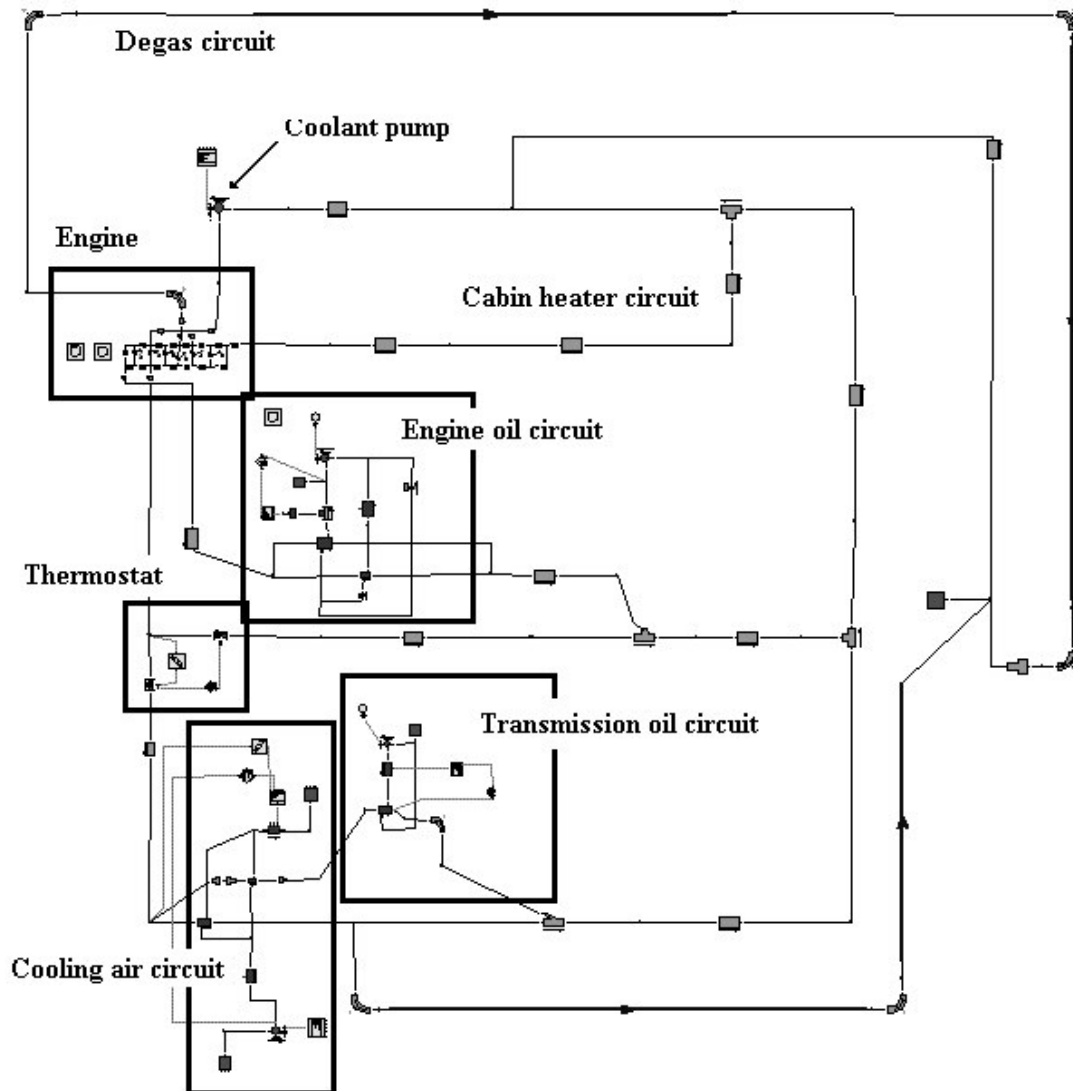 Degas circuit
Coolant pump
Engine
Cabin heater circuit
Engine oil circuit
Thermostat
Transmission oil circuit
Cooling air circuit